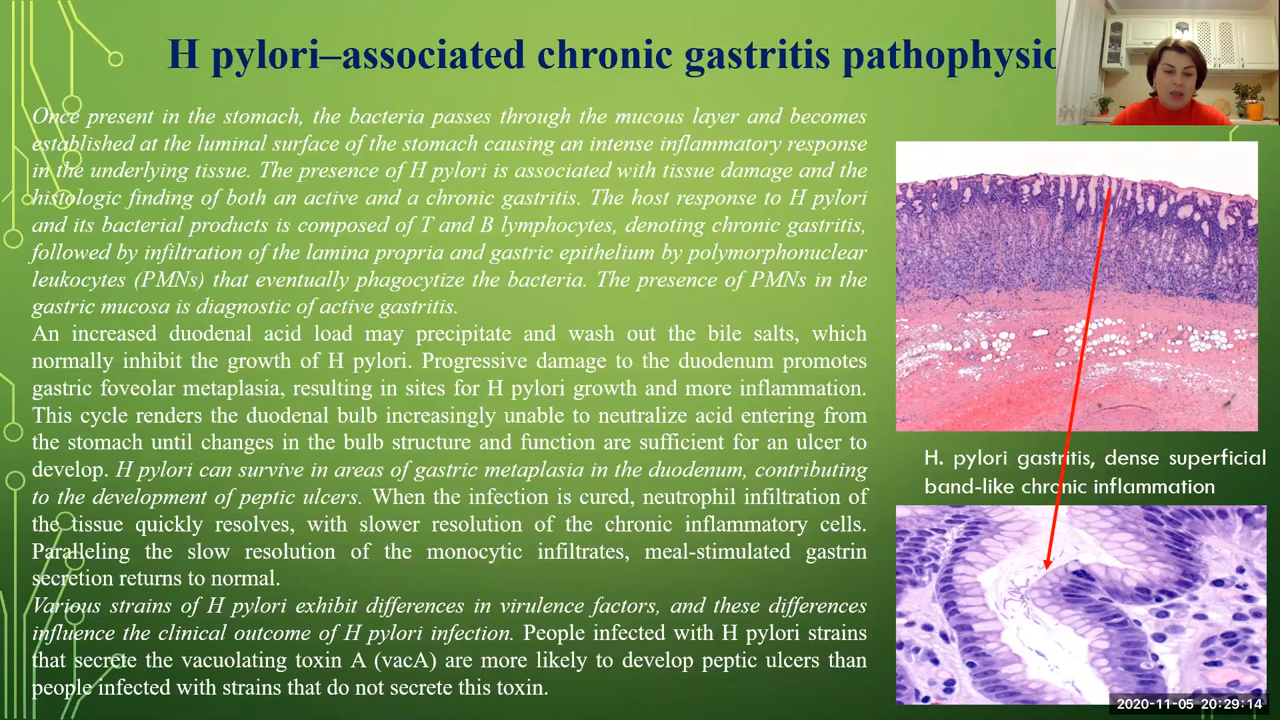 H pylori–associated chronic gastritis pathophysio
Once present in the stomach, the bacteria passes through the mucous layer and becomes
established at the luminal surface of the stomach causing an intense inflammatory response
in the underlying tissue. The presence of H pylori is associated with tissue damage and the
histologic finding of both an active and a chronic gastritis. The host response to H pylori
and its bacterial products is composed of T and B lymphocytes, denoting chronic gastritis,
followed by infiltration of the lamina propria and gastric epithelium by polymorphonuclear
leukocytes (PMNs) that eventually phagocytize the bacteria. The presence of PMNs in the
gastric mucosa is diagnostic of active gastritis.
An increased duodenal acid load may precipitate and wash out the bile salts, which
normally inhibit the growth of H pylori. Progressive damage to the duodenum promotes
gastric foveolar metaplasia, resulting in sites for H pylori growth and more inflammation.
This cycle renders the duodenal bulb increasingly unable to neutralize acid entering from
the stomach until changes in the bulb structure and function are sufficient for an ulcer to
develop. H pylori can survive in areas of gastric metaplasia in the duodenum, contributing
to the development of peptic ulcers. When the infection is cured, neutrophil infiltration of
the tissue quickly resolves, with slower resolution of the chronic inflammatory cells.
Paralleling the slow resolution of the monocytic infiltrates, meal-stimulated gastrin
secretion returns to normal.
Various strains of H pylori exhibit differences in virulence factors, and these differences
influence the clinical outcome of H pylori infection. People infected with H pylori strains
that secrete the vacuolating toxin A (vacA) are more likely to develop peptic ulcers than
people infected with strains that do not secrete this toxin.
H. pylori gastritis, dense superficial
band-like chronic inflammation
2020-11-05 20:29:14